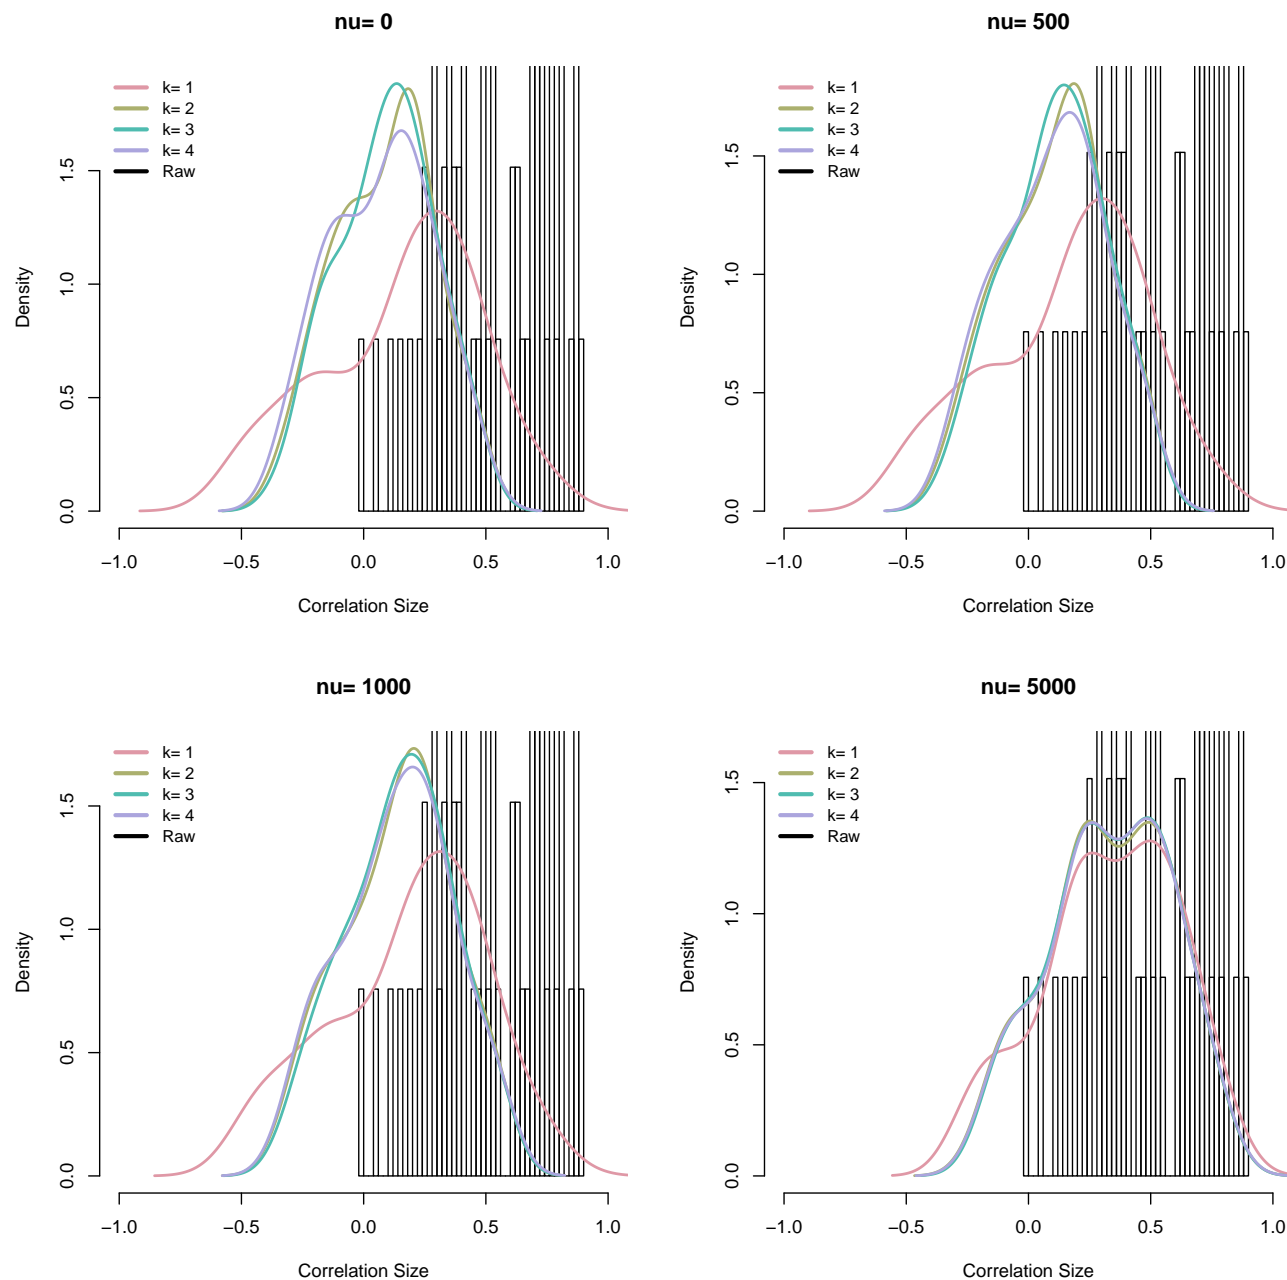 nu= 0
k= 1
k= 2
k= 3
k= 4
Raw
Density
0.0
0.5
1.0
1.5
−1.0
−0.5
0.0
0.5
1.0
Correlation Size
nu= 500
k= 1
k= 2
k= 3
k= 4
Raw
Density
0.0
0.5
1.0
1.5
−1.0
−0.5
0.0
0.5
1.0
Correlation Size
nu= 1000
k= 1
k= 2
k= 3
k= 4
Raw
Density
0.0
0.5
1.0
1.5
−1.0
−0.5
0.0
0.5
1.0
Correlation Size
nu= 5000
k= 1
k= 2
k= 3
k= 4
Raw
Density
0.0
0.5
1.0
1.5
−1.0
−0.5
0.0
0.5
1.0
Correlation Size